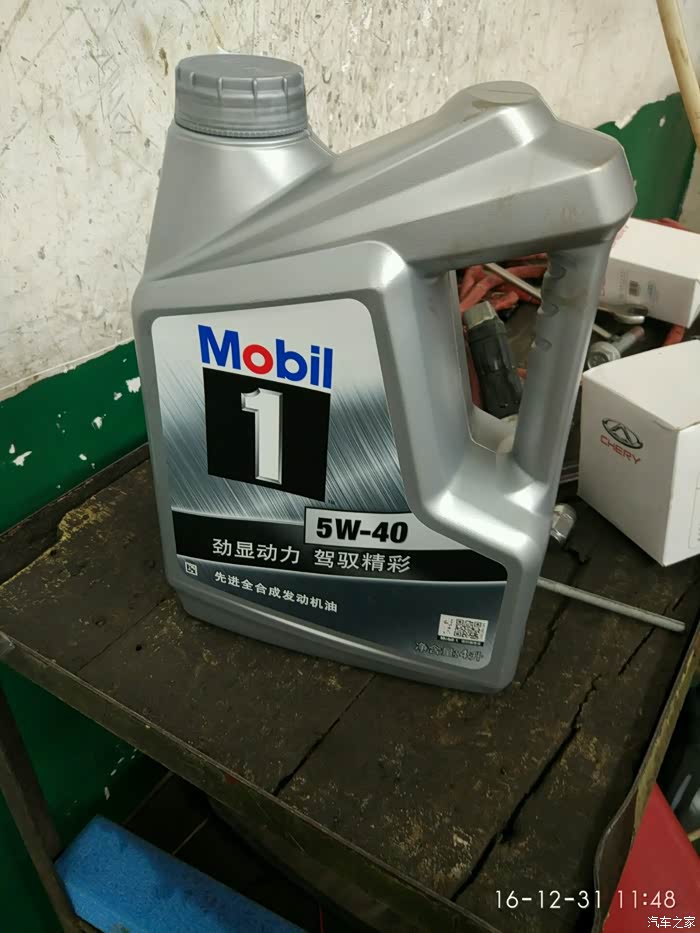 Mobil
1
5W-40
劲显动力 驾驭精彩
先进全合成发动机油
CHERY
16-12-31 11:48
汽车之家